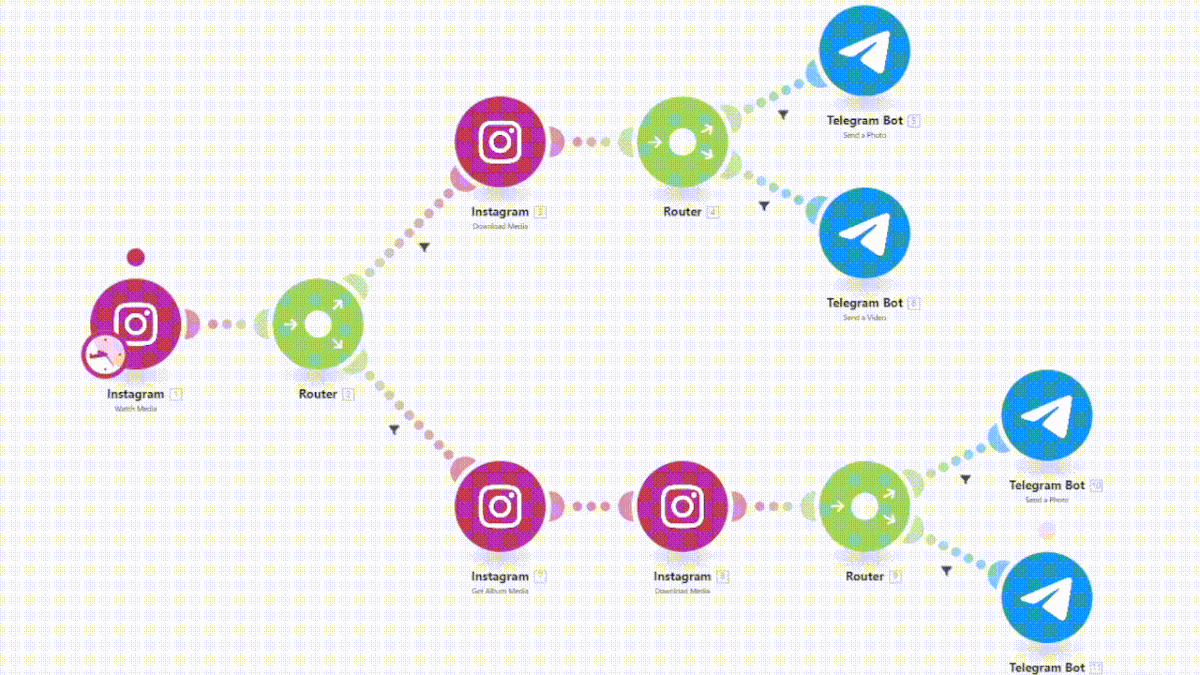 Telegram Bot 5
Send a Photo
Instagram 3
Download Media
Router 4
Telegram Bot
Send a Video
Instagram 1
Watch Media
Router 2
Telegram Bot 10
Send a Photo
Instagram 7
Get Album Media
Instagram
Download Media
Router 9
Telegram Bot 11